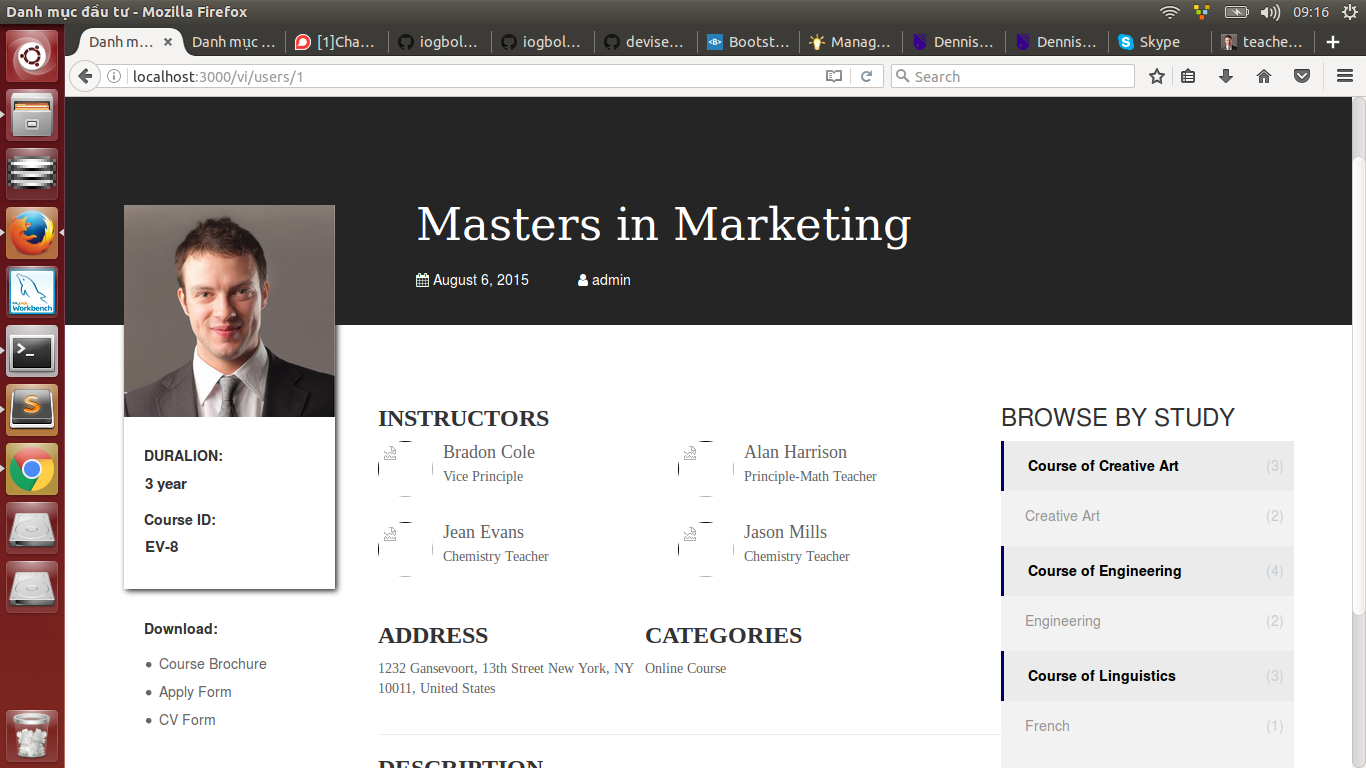 Danh mục đầu tư - Mozilla Firefox
09:16
Danh m...
Danh mục ...
[1]Cha...
iogbol...
iogbol...
devise...
Bootst...
Manag...
Dennis...
Dennis...
Skype
teache...
localhost:3000/vi/users/1
Search
Masters in Marketing
August 6, 2015
admin
DURALION:
3 year
Course ID:
EV-8
Download:
Course Brochure
Apply Form
CV Form
INSTRUCTORS
Bradon Cole
Vice Principle
Alan Harrison
Principle-Math Teacher
Jean Evans
Chemistry Teacher
Jason Mills
Chemistry Teacher
ADDRESS
1232 Gansevoort, 13th Street New York, NY
10011, United States
CATEGORIES
Online Course
DESCRIPTION
BROWSE BY STUDY
Course of Creative Art (3)
Creative Art (2)
Course of Engineering (4)
Engineering (2)
Course of Linguistics (3)
French (1)
MySQL
Workbench